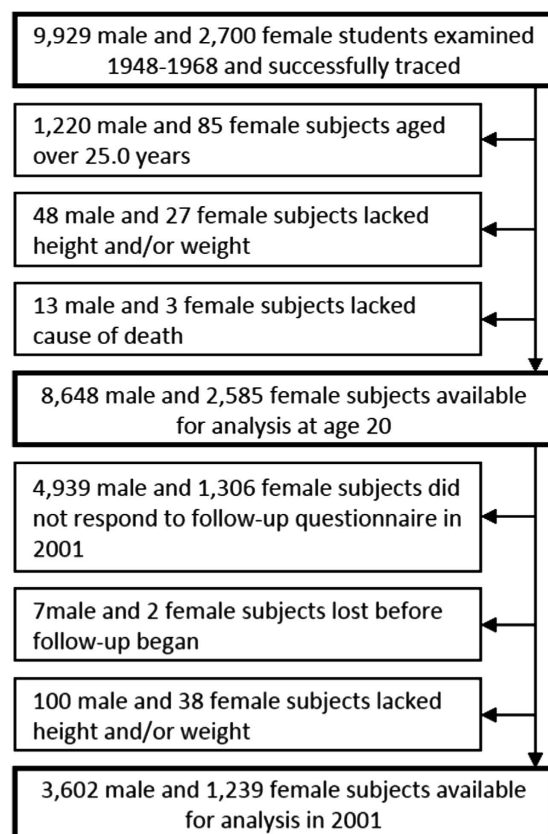 9,929 male and 2,700 female students examined
1948-1968 and successfully traced
1,220 male and 85 female subjects aged
over 25.0 years
48 male and 27 female subjects lacked
height and/or weight
13 male and 3 female subjects lacked
cause of death
8,648 male and 2,585 female subjects available
for analysis at age 20
4,939 male and 1,306 female subjects did
not respond to follow-up questionnaire in
2001
7male and 2 female subjects lost before
follow-up began
100 male and 38 female subjects lacked
height and/or weight
3,602 male and 1,239 female subjects available
for analysis in 2001